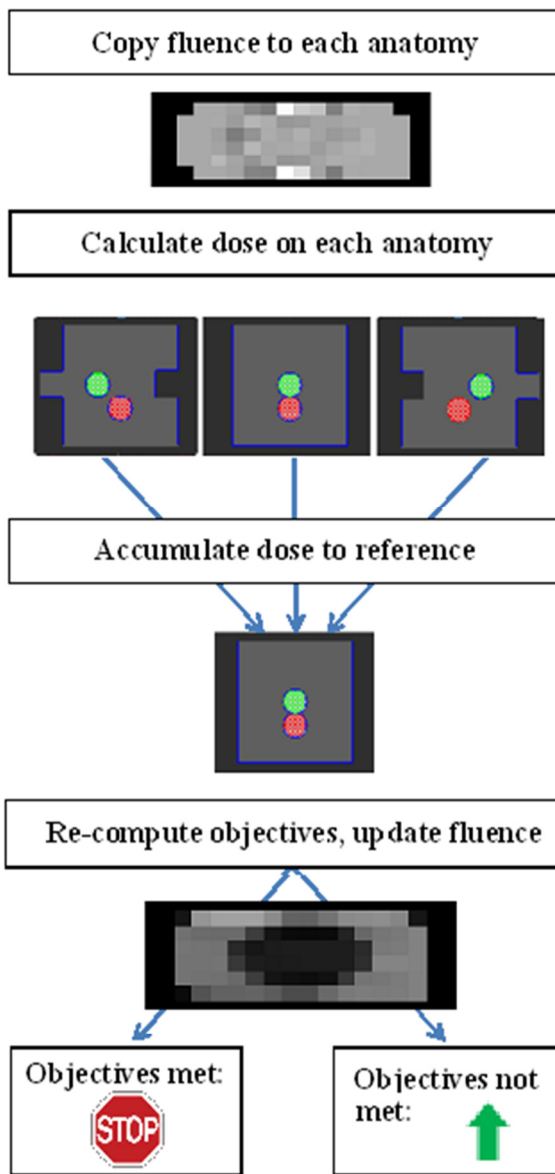 Copy fluence to each anatomy
Calculate dose on each anatomy
Accumulate dose to reference
Re-compute objectives, update fluence
Objectives met:
STOP
Objectives not
met: